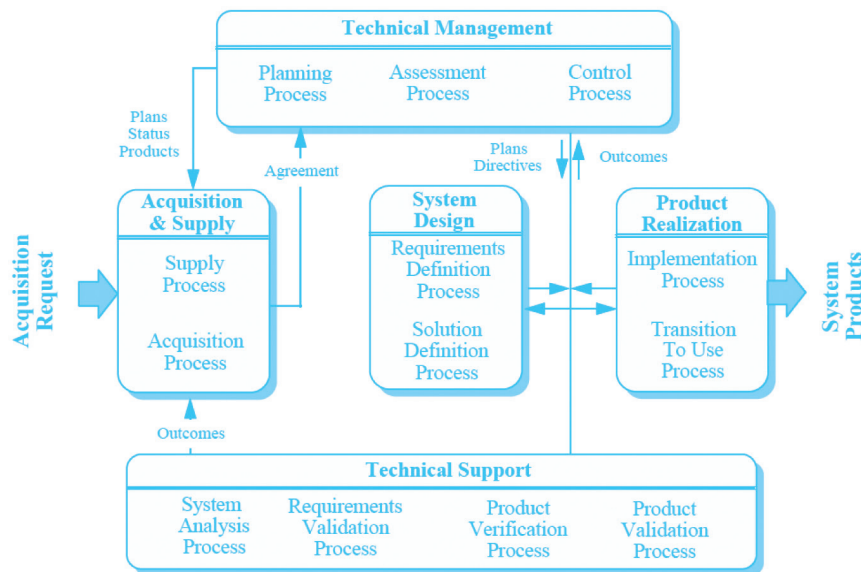 Technical Management
Planning
Process
Assessment
Process
Control
Process
Plans
Status
Products
Agreement
Plans
Directives
Outcomes
Acquisition
Request
Acquisition
& Supply
Supply
Process
Acquisition
Process
System
Design
Requirements
Definition
Process
Solution
Definition
Process
Product
Realization
Implementation
Process
Transition
To Use
Process
System
Products
Outcomes
Technical Support
System
Analysis
Process
Requirements
Validation
Process
Product
Verification
Process
Product
Validation
Process